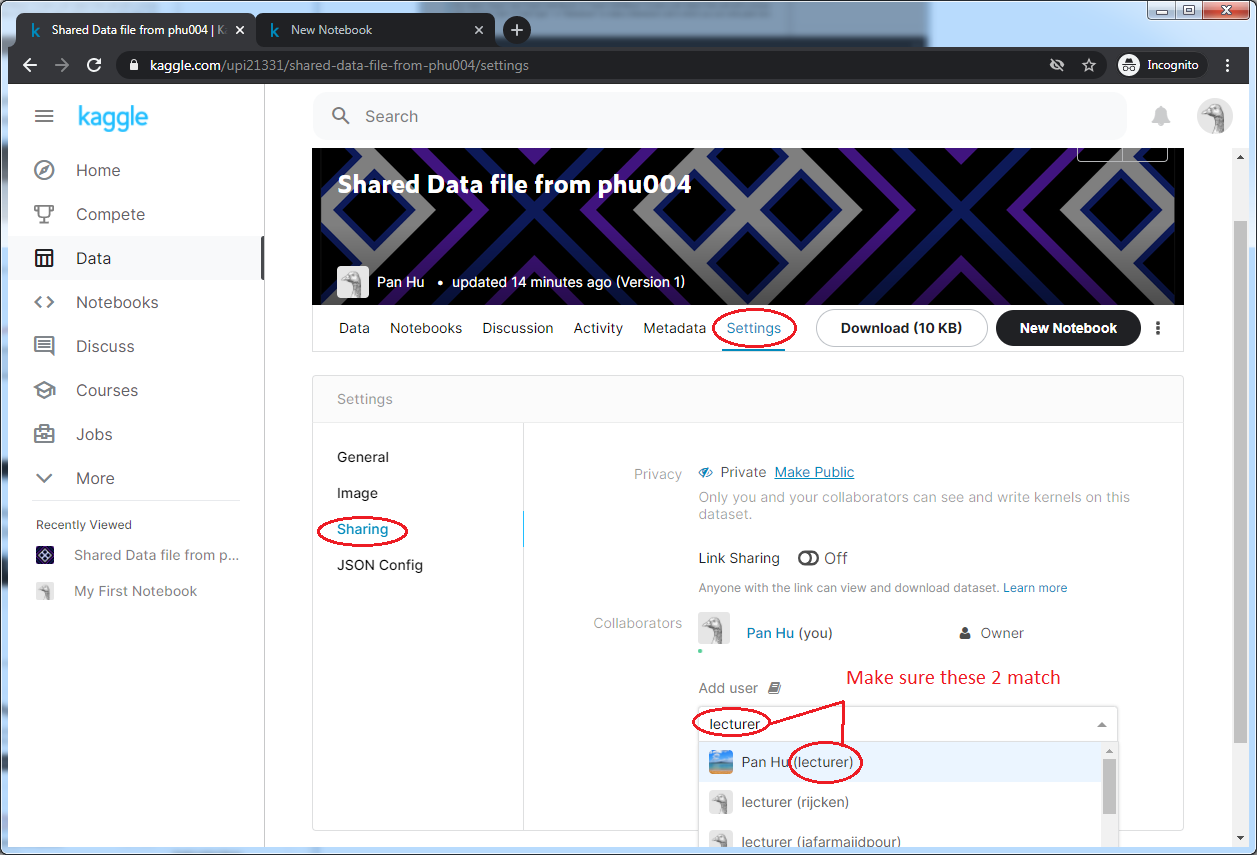 Shared Data file from phu004 | K
New Notebook
kaggle.com/upi21331/shared-data-file-from-phu004/settings
Incognito
kaggle
Search
Home
Compete
Data
Notebooks
Discuss
Courses
Jobs
More
Recently Viewed
Shared Data file from p...
My First Notebook
Shared Data file from phu004
Pan Hu • updated 14 minutes ago (Version 1)
Data Notebooks Discussion Activity Metadata Settings Download (10 KB) New Notebook
Settings
General
Image
Sharing
JSON Config
Privacy Private Make Public
Only you and your collaborators can see and write kernels on this
dataset.
Link Sharing Off
Anyone with the link can view and download dataset. Learn more
Collaborators Pan Hu (you) Owner
Make sure these 2 match
Add user
lecturer
Pan Hu (lecturer)
lecturer (rijcken)
lecturer (jafarmajidpour)